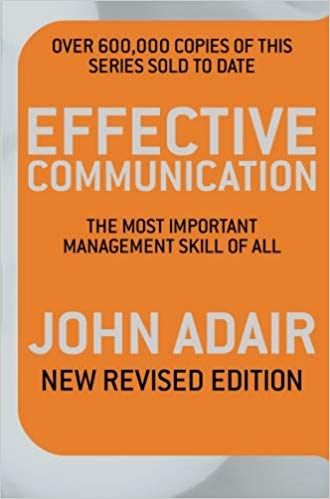 OVER 600,000 COPIES OF THIS
SERIES SOLD TO DATE
EFFECTIVE
COMMUNICATION
THE MOST IMPORTANT
MANAGEMENT SKILL OF ALL
JOHN ADAIR
NEW REVISED EDITION